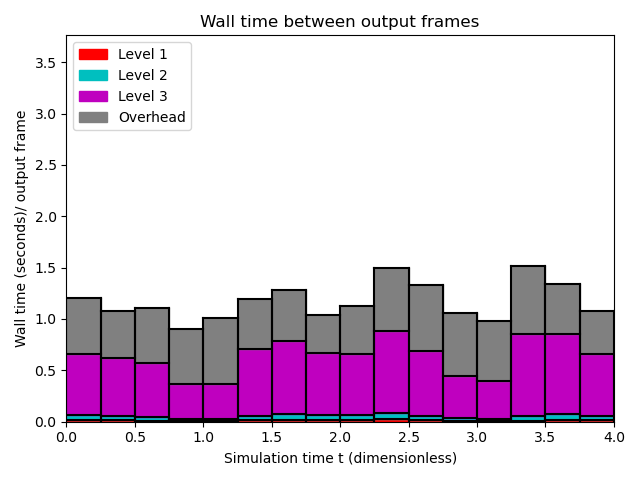 Wall time between output frames
Level 1
Level 2
Level 3
Overhead
Wall time (seconds)/ output frame
3.5
3.0
2.5
2.0
1.5
1.0
0.5
0.0
0.0 0.5 1.0 1.5 2.0 2.5 3.0 3.5 4.0
Simulation time t (dimensionless)